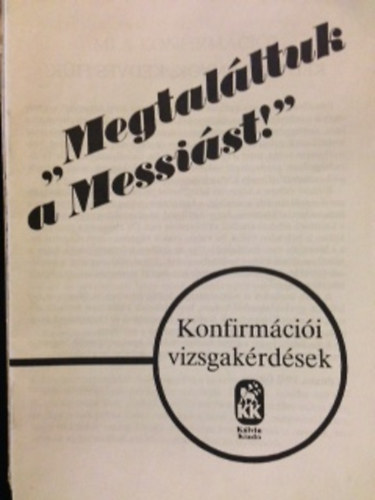 „Megtaláltuk
a Messiást!”
Konfirmációi
vizsgakérdések
KK
Kálvin
Kiadó